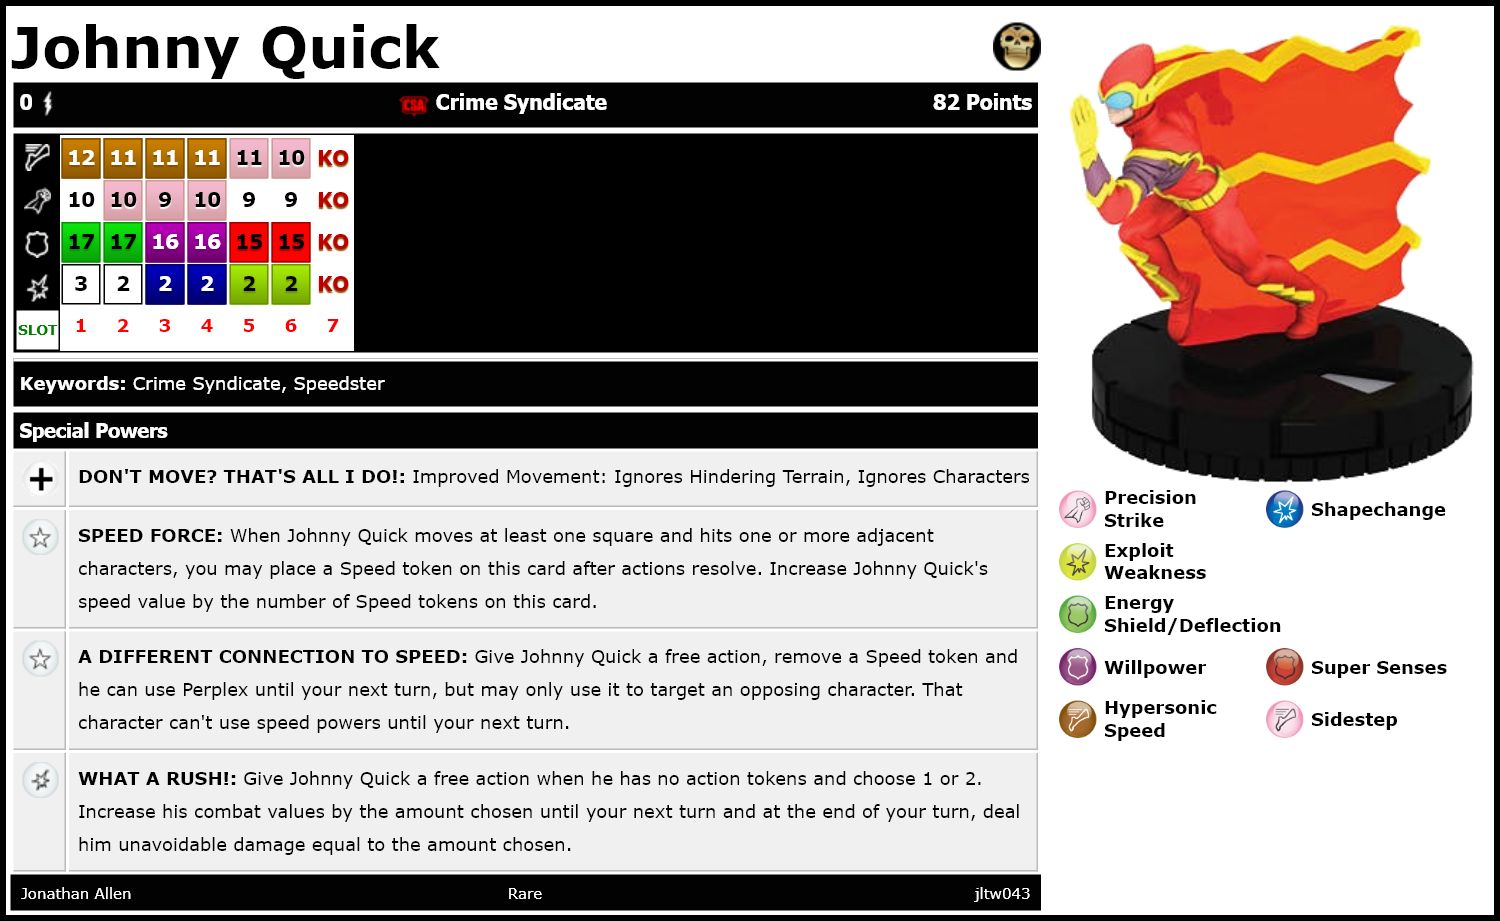 Johnny Quick
0 CSA Crime Syndicate 82 Points
12 11 11 11 11 10 KO
10 10 9 10 9 9 KO
17 17 16 16 15 15 KO
3 2 2 2 2 2 KO
SLOT 1 2 3 4 5 6 7
Keywords: Crime Syndicate, Speedster
Special Powers
DON'T MOVE? THAT'S ALL I DO!: Improved Movement: Ignores Hindering Terrain, Ignores Characters
SPEED FORCE: When Johnny Quick moves at least one square and hits one or more adjacent
characters, you may place a Speed token on this card after actions resolve. Increase Johnny Quick's
speed value by the number of Speed tokens on this card.
A DIFFERENT CONNECTION TO SPEED: Give Johnny Quick a free action, remove a Speed token and
he can use Perplex until your next turn, but may only use it to target an opposing character. That
character can't use speed powers until your next turn.
WHAT A RUSH!: Give Johnny Quick a free action when he has no action tokens and choose 1 or 2.
Increase his combat values by the amount chosen until your next turn and at the end of your turn, deal
him unavoidable damage equal to the amount chosen.
Jonathan Allen Rare jltw043
Precision
Strike
Shapechange
Exploit
Weakness
Energy
Shield/Deflection
Willpower
Super Senses
Hypersonic
Speed
Sidestep